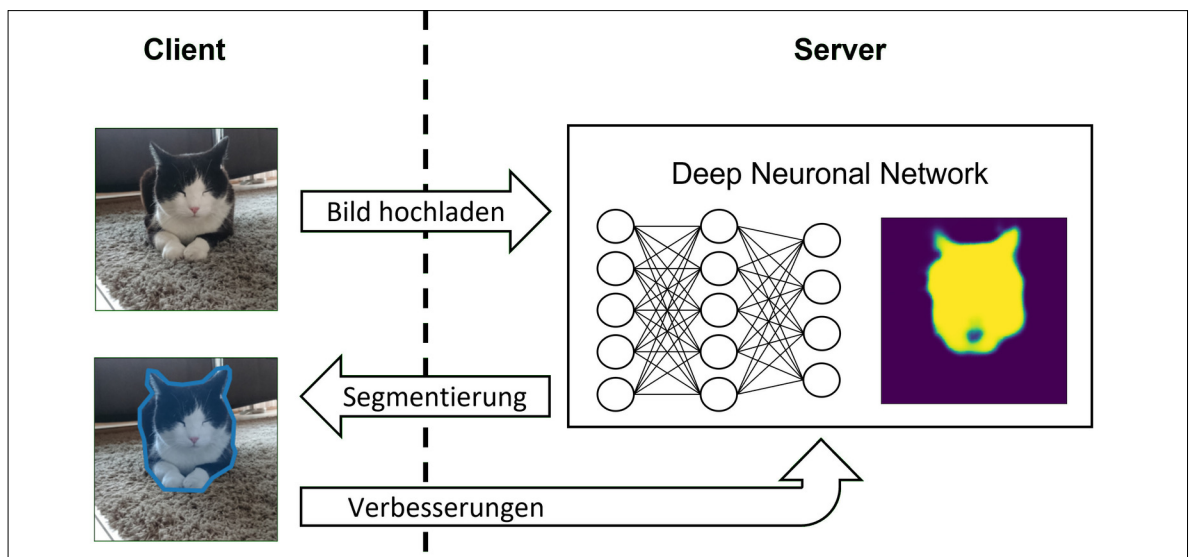 Client
Server
Deep Neuronal Network
Bild hochladen
Segmentierung
Verbesserungen